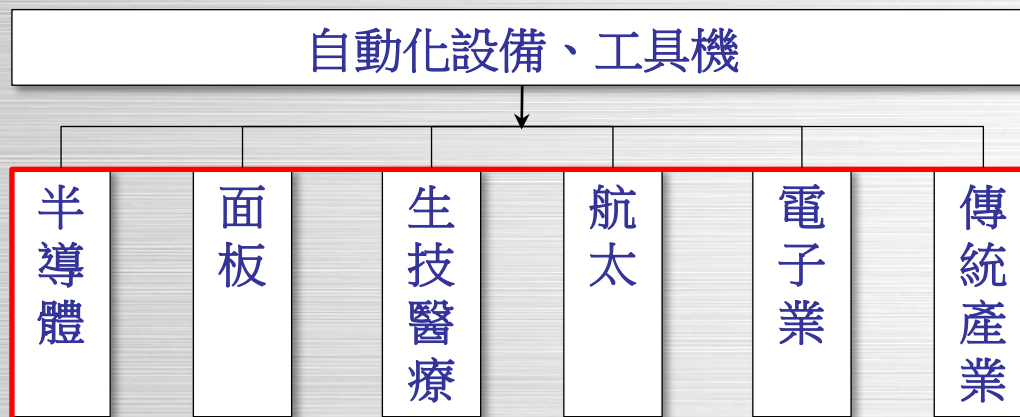 自動化設備、工具機
半導體
面板
生技醫療
航太
電子業
傳統產業